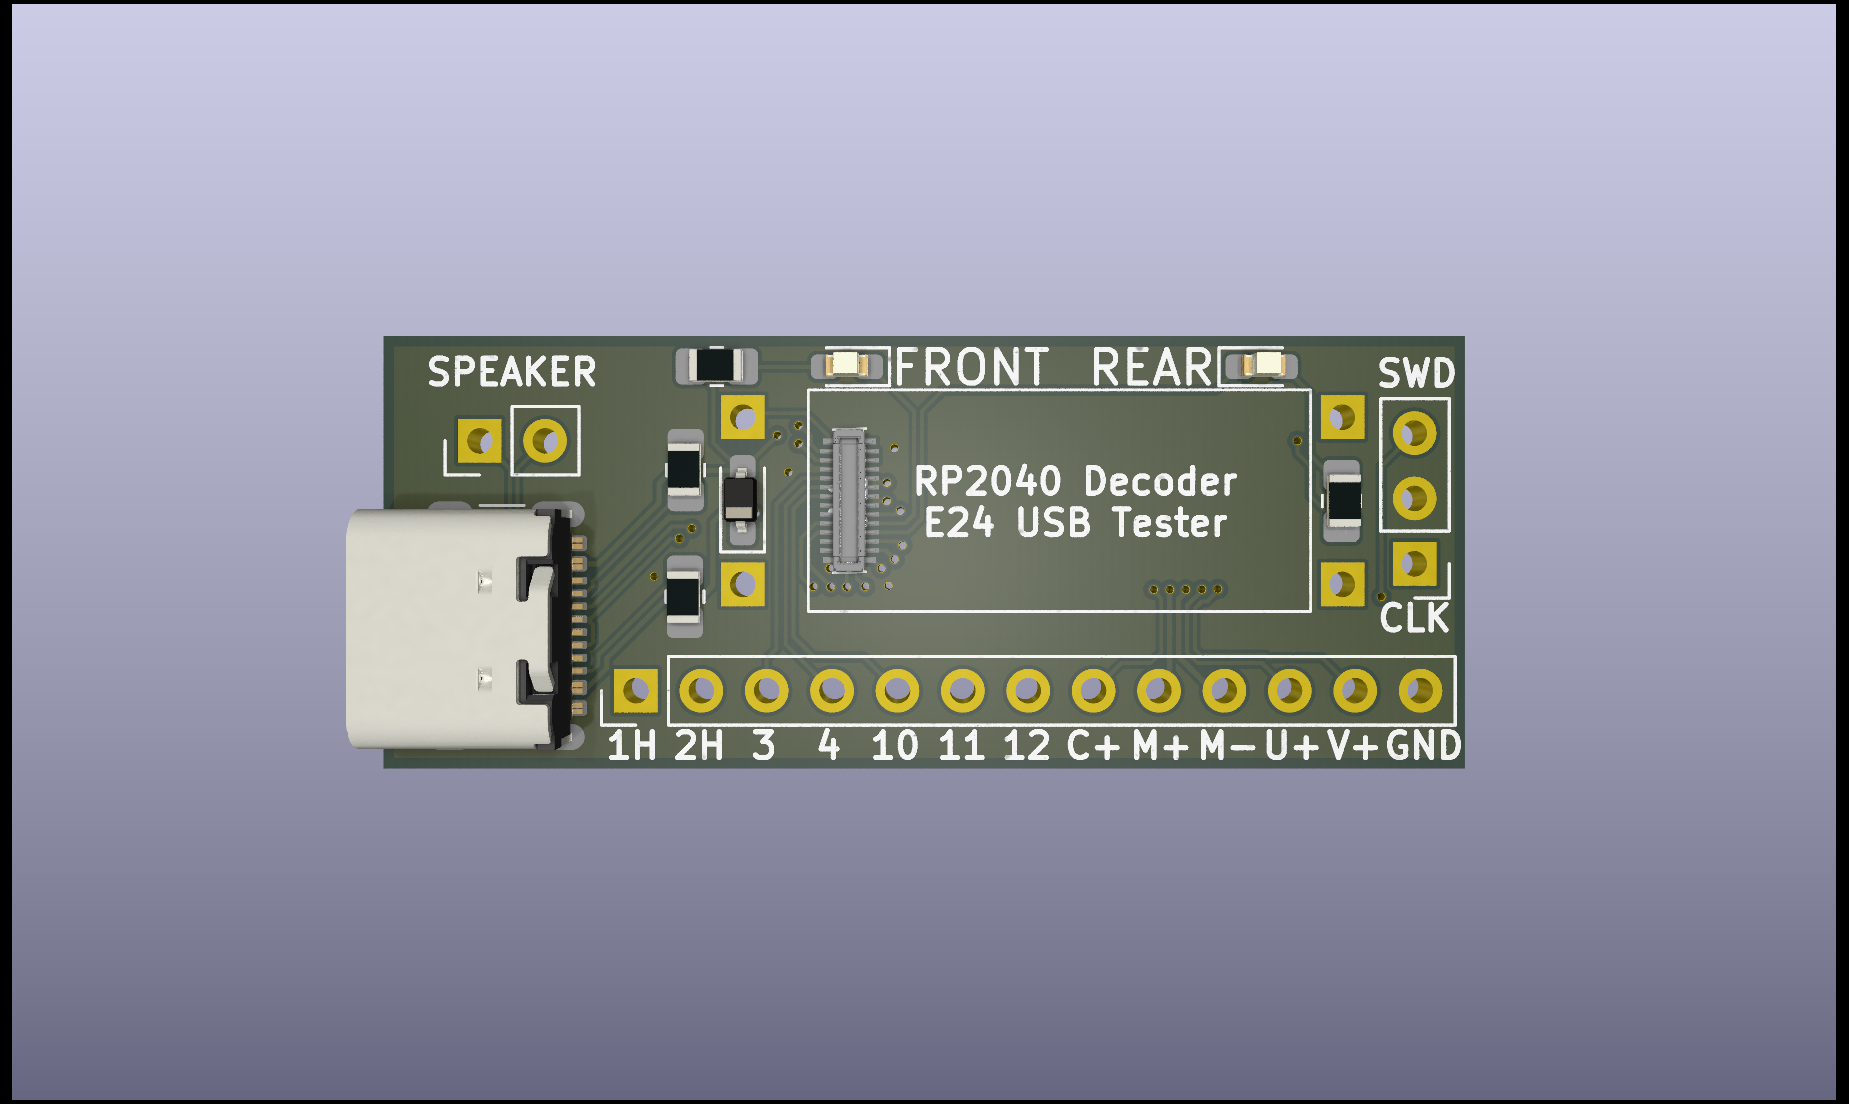 SPEAKER
FRONT REAR
SWD
RP2040 Decoder
E24 USB Tester
CLK
1H 2H 3 4 10 11 12 C+ M+ M- U+ V+ GND